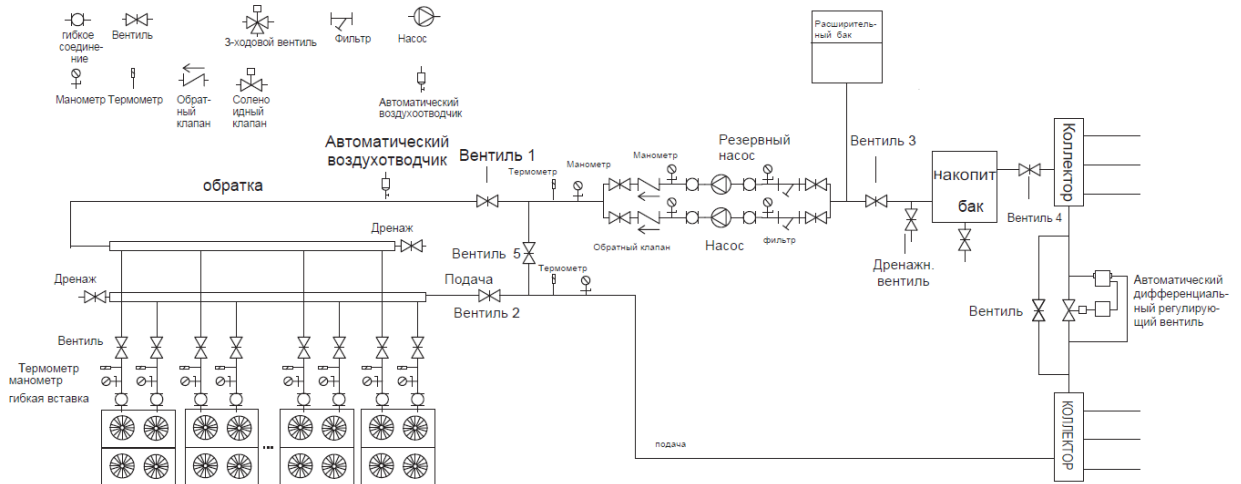 гибкое
соедине-
ние
Вентиль
3-ходовой вентиль
Фильтр
Насос
Манометр
Термометр
Обрат-
ный
клапан
Солено
идный
клапан
Автоматический
воздухоотводчик
Расширитель-
ный бак
Автоматический
воздухотводчик
Вентиль 1
Термометр
Манометр
Манометр
Резервный
насос
Вентиль 3
Коллектор
обратка
накопит
бак
Вентиль 4
Дренаж
Вентиль 5
Обратный клапан
Насос
фильтр
Дренажн.
вентиль
Дренаж
Подача
Термометр
Вентиль 2
Вентиль
Автоматический
дифференциаль-
ный регулирую-
щий вентиль
Вентиль
Термометр
манометр
гибкая вставка
...
подача
КОЛЛЕКТОР